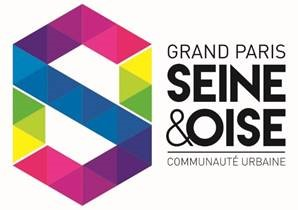 GRAND PARIS
SEINE
&OISE
COMMUNAUTÉ URBAINE